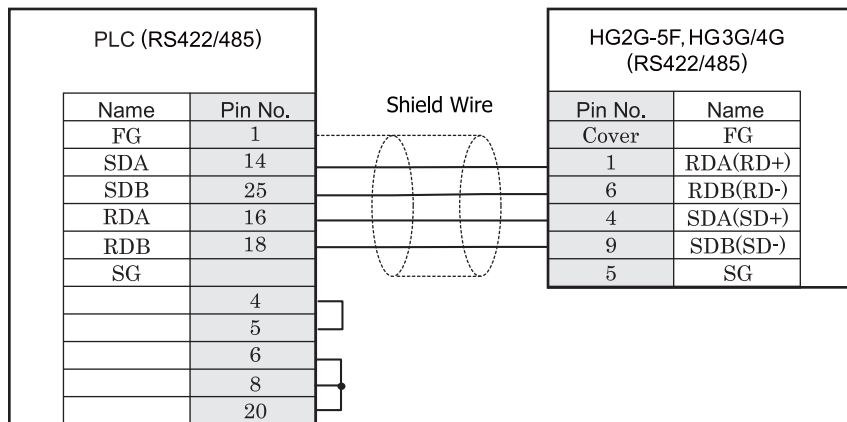 PLC (RS422/485)
HG2G-5F, HG3G/4G
(RS422/485)
Shield Wire
Name Pin No.
FG 1
SDA 14
SDB 25
RDA 16
RDB 18
SG
4
5
6
8
20
Pin No. Name
Cover FG
1 RDA(RD+)
6 RDB(RD-)
4 SDA(SD+)
9 SDB(SD-)
5 SG